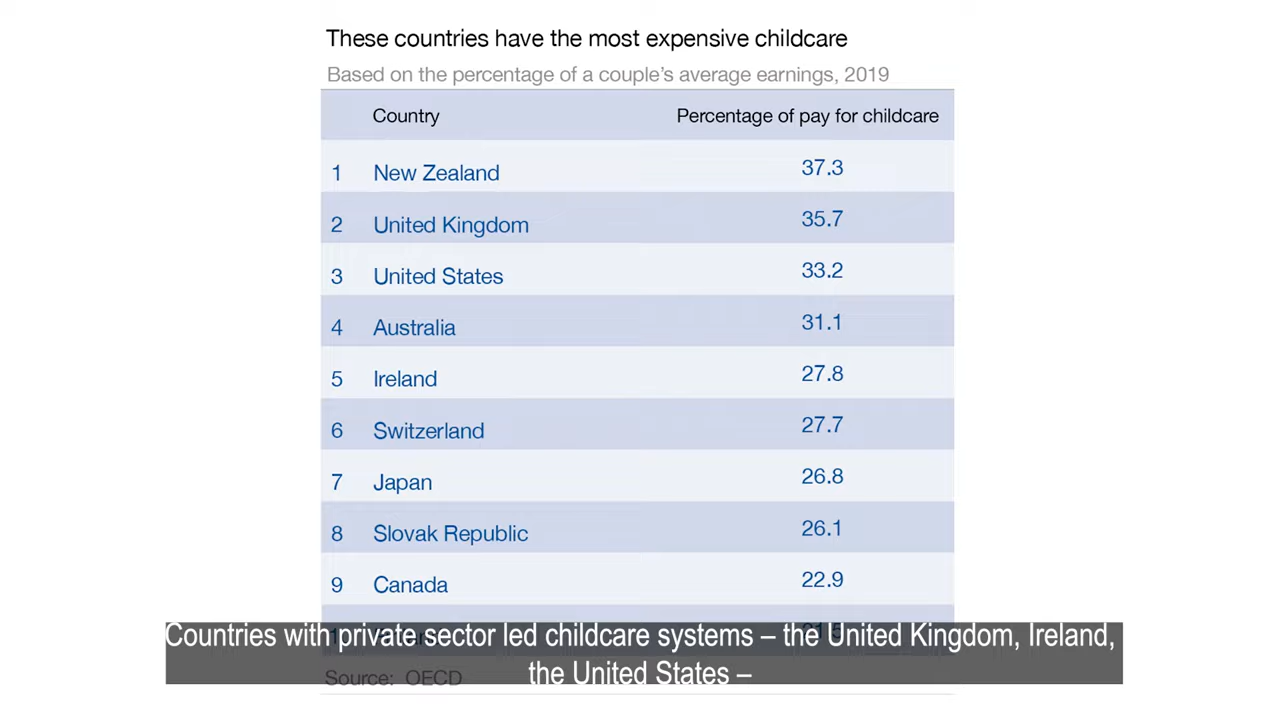 These countries have the most expensive childcare
Based on the percentage of a couple's average earnings, 2019
Country Percentage of pay for childcare
1 New Zealand 37.3
2 United Kingdom 35.7
3 United States 33.2
4 Australia 31.1
5 Ireland 27.8
6 Switzerland 27.7
7 Japan 26.8
8 Slovak Republic 26.1
9 Canada 22.9
Countries with private sector led childcare systems – the United Kingdom, Ireland,
the United States –
Source: OECD